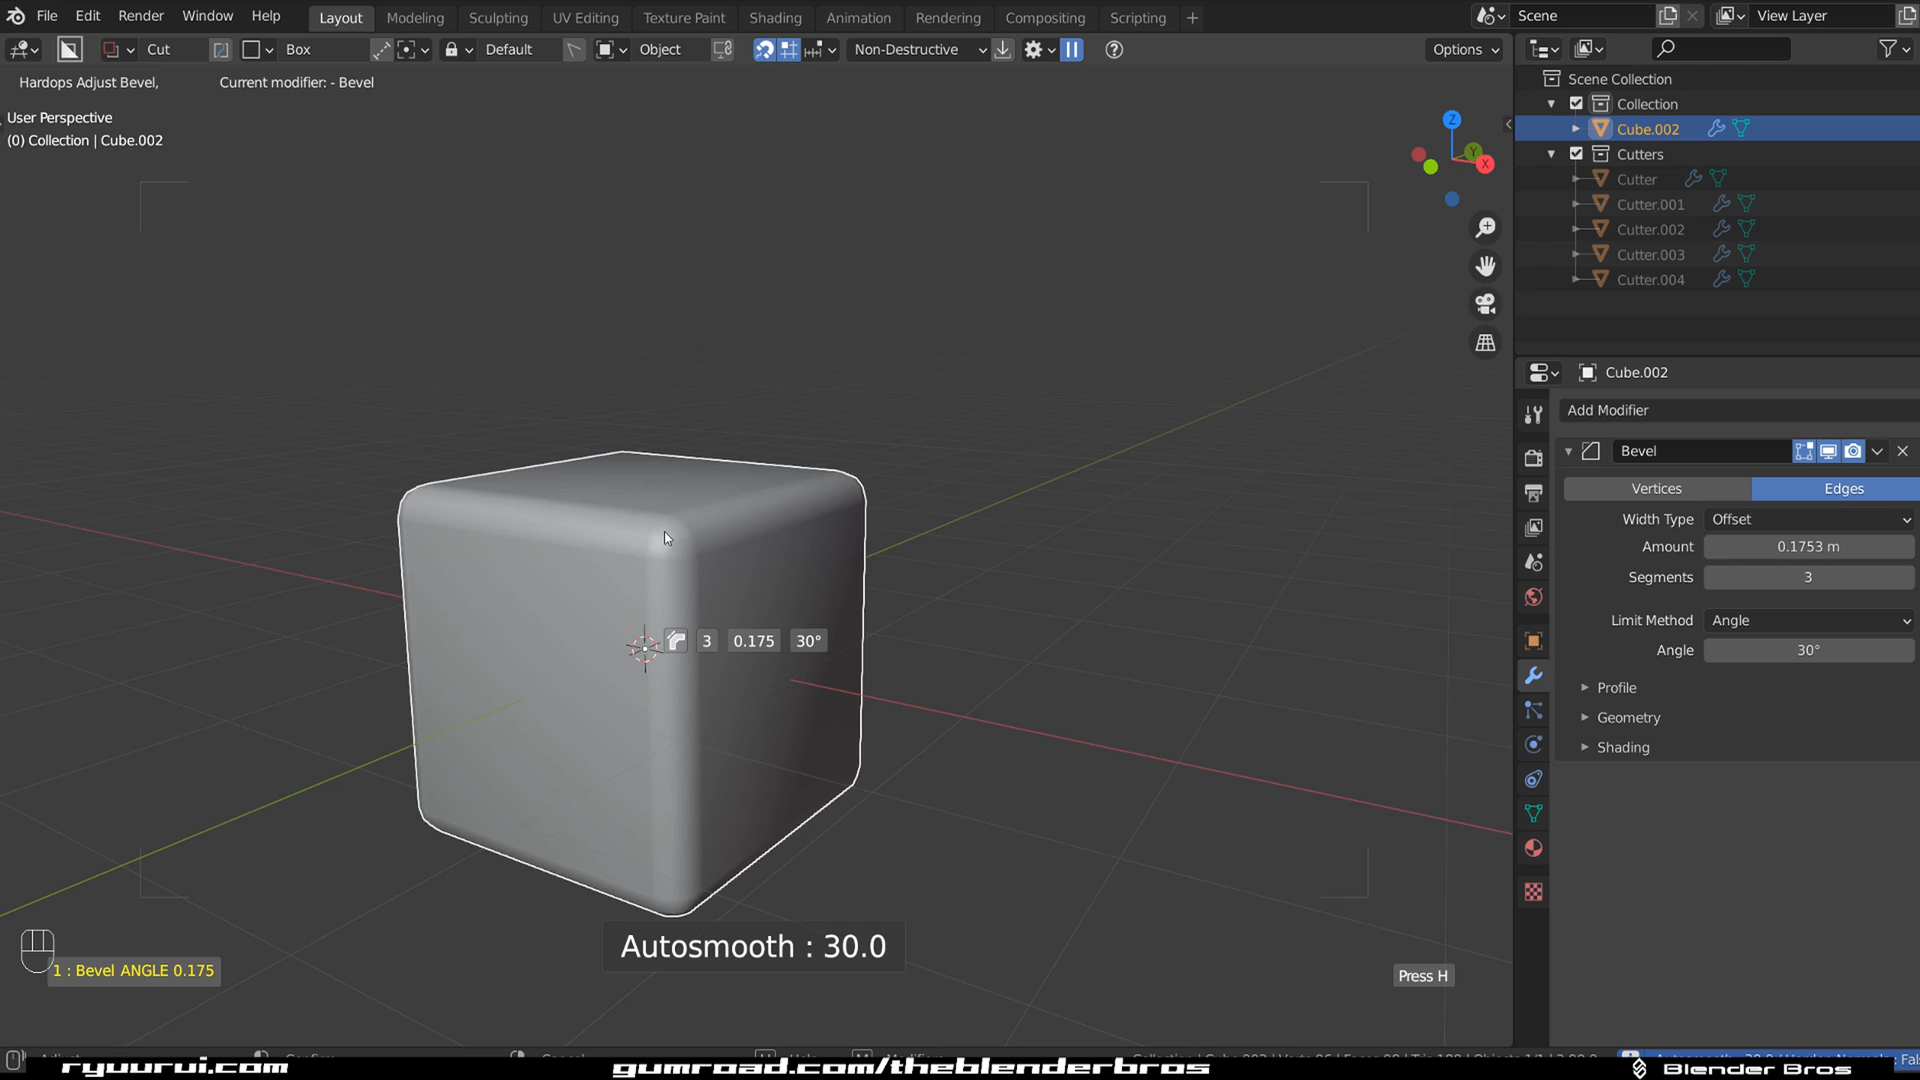 File Edit Render Window Help Layout Modeling Sculpting UV Editing Texture Paint Shading Animation Rendering Compositing Scripting + Scene View Layer
Cut Box Default Object Non-Destructive Options
Hardops Adjust Bevel, Current modifier: - Bevel
User Perspective
(0) Collection | Cube.002
Z
Y
X
3 0.175 30°
Autosmooth : 30.0
1 : Bevel ANGLE 0.175
Press H
Scene Collection
Collection
Cube.002
Cutters
Cutter
Cutter.001
Cutter.002
Cutter.003
Cutter.004
Cube.002
Add Modifier
Bevel
Vertices Edges
Width Type Offset
Amount 0.1753 m
Segments 3
Limit Method Angle
Angle 30°
Profile
Geometry
Shading
ryuurui.com gumroad.com/theblenderbros Blender Bros